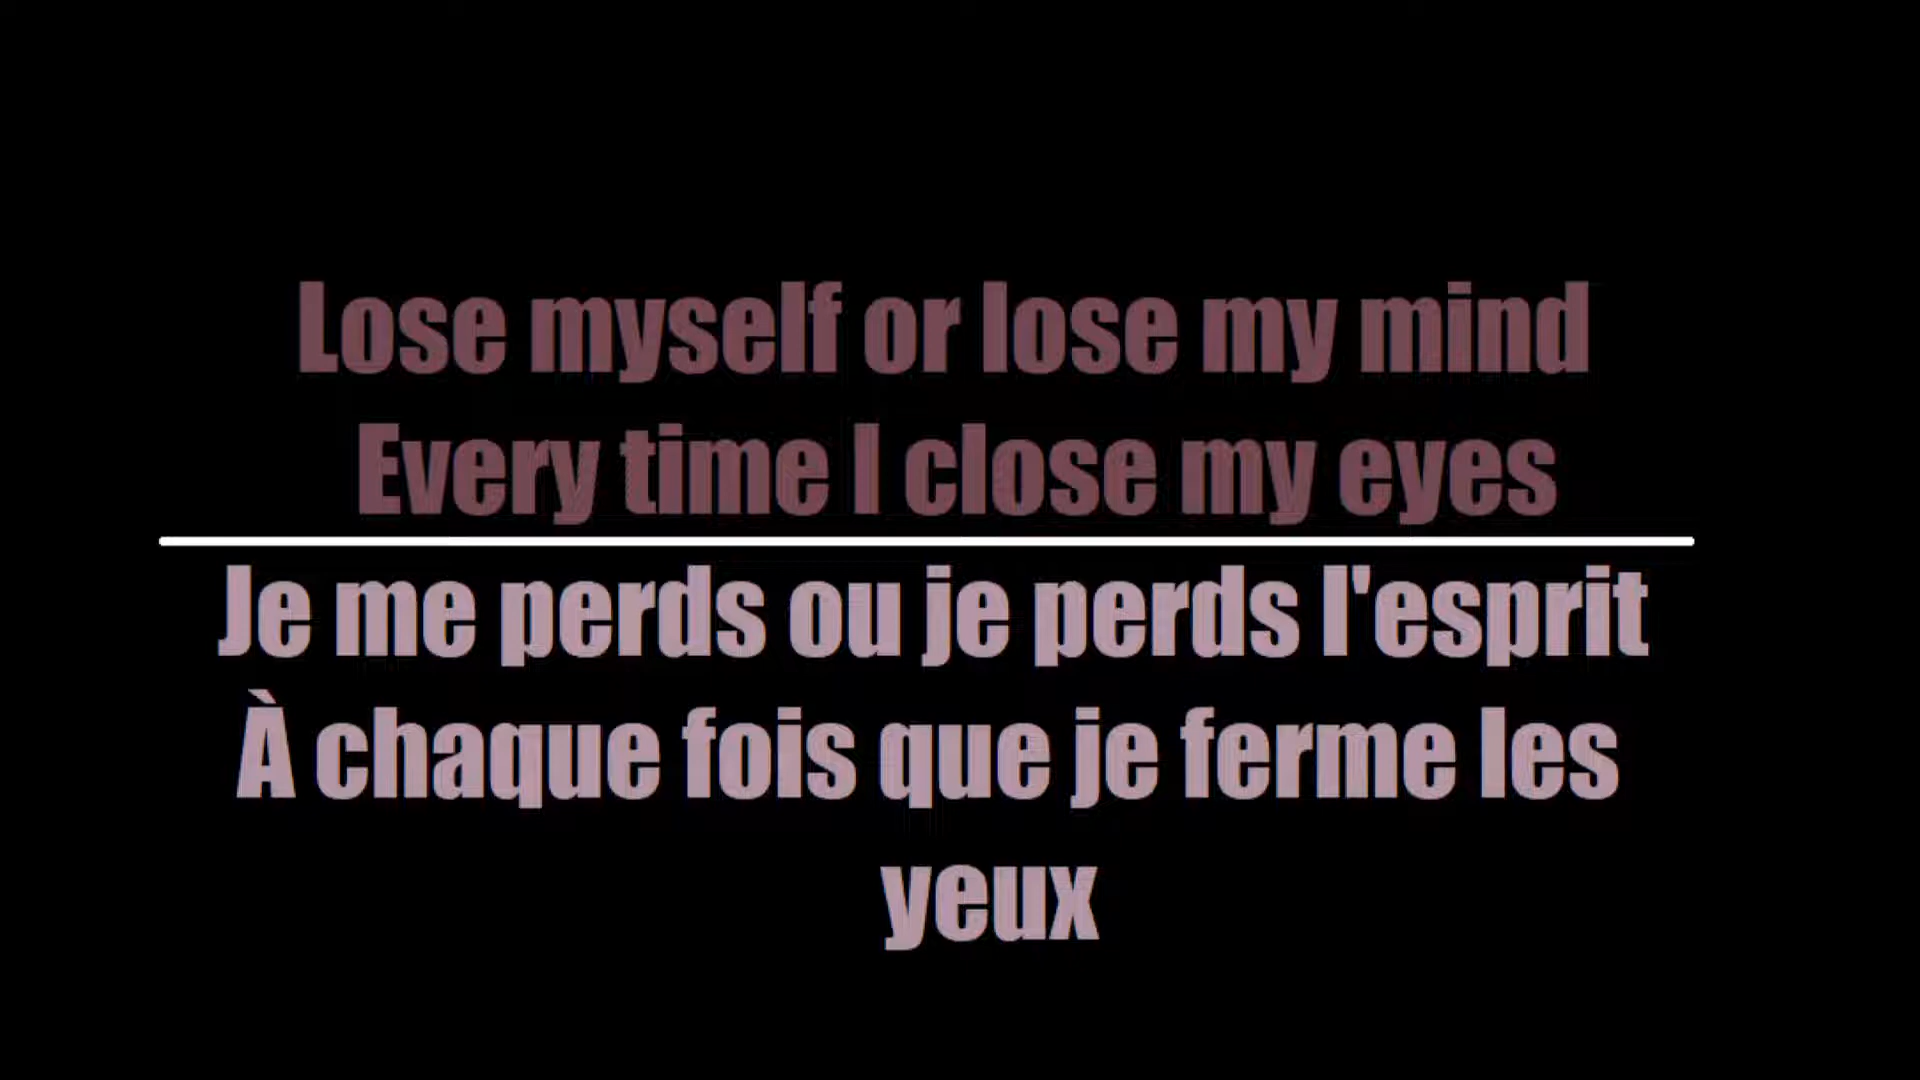 Lose myself or lose my mind
Every time I close my eyes
Je me perds ou je perds l'esprit
À chaque fois que je ferme les
yeux